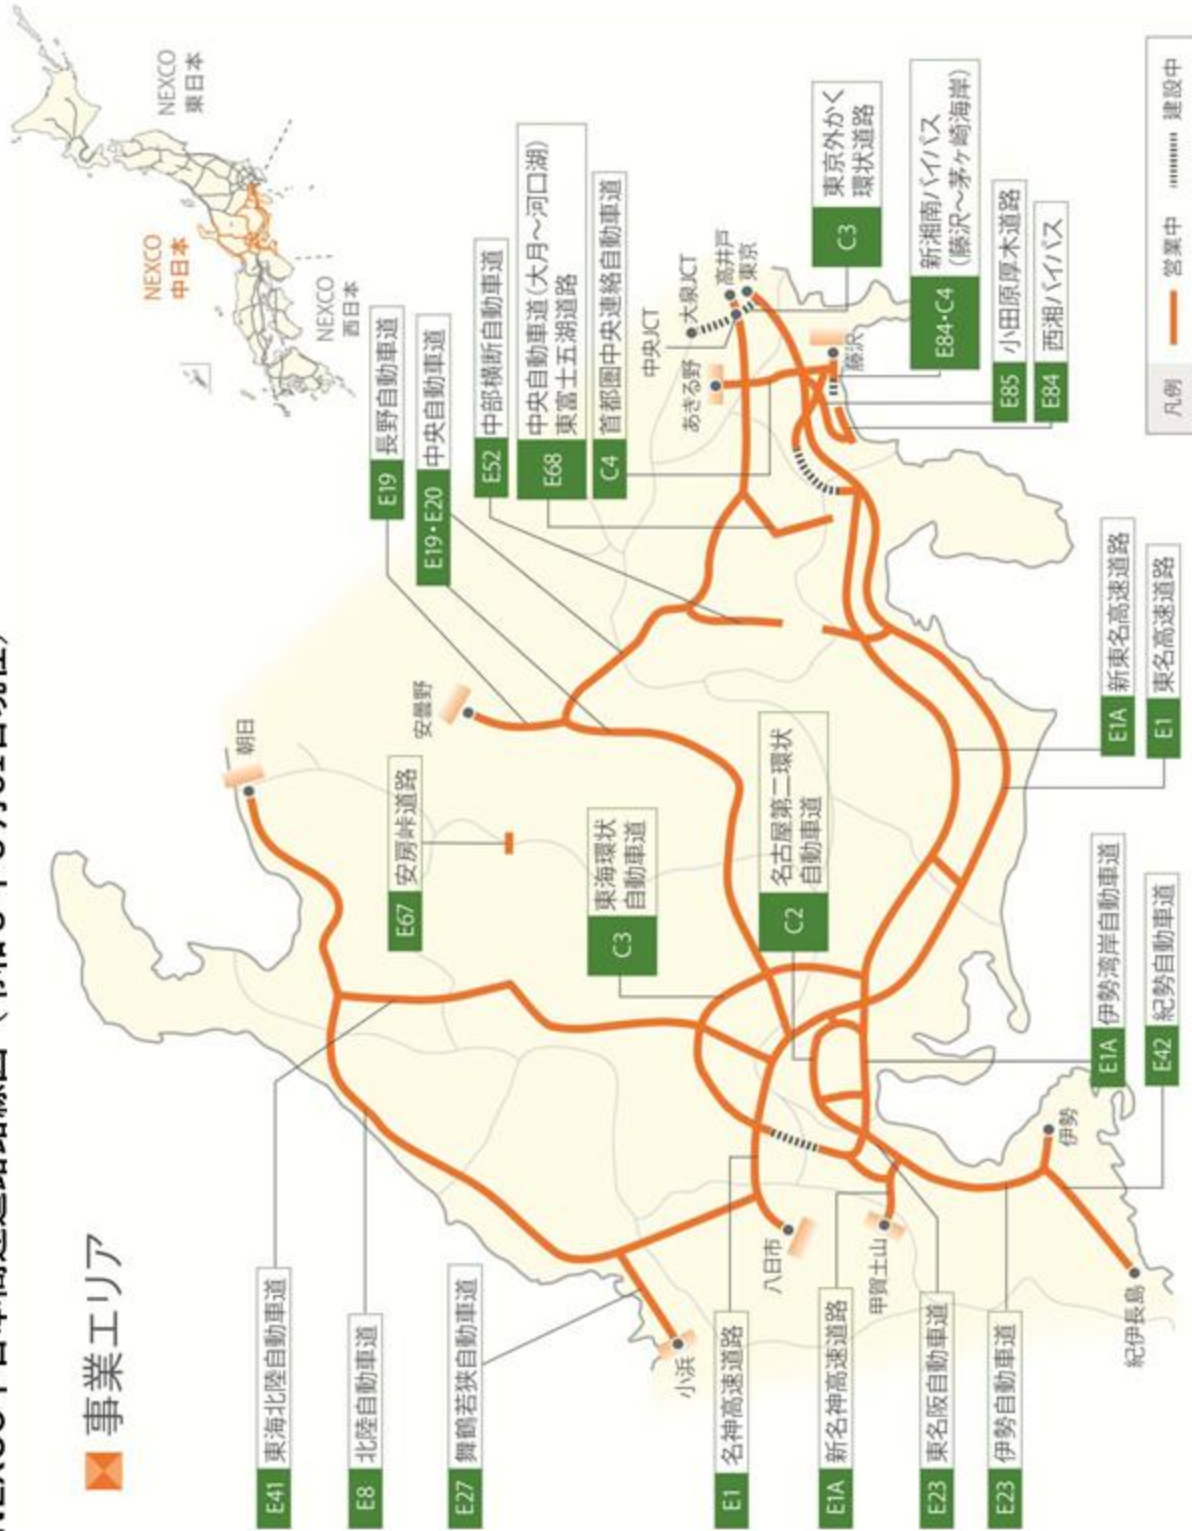 事業エリア
NEXCO
東日本
NEXCO
中日本
NEXCO
西日本
E41 東海北陸自動車道
E8 北陸自動車道
E27 舞鶴若狭自動車道
朝日
E67 安房峠道路
安曇野
E19 長野自動車道
E19・E20 中央自動車道
E52 中部横断自動車道
E68 中央自動車道(大月〜河口湖)
東富士五湖道路
C4 首都圏中央連絡自動車道
C3 東海環状
自動車道
C2 名古屋第二環状
自動車道
中央JCT
大泉JCT
高井戸
東京
あきる野
藤沢
C3 東京外かく
環状道路
E84・C4 新湘南バイパス
(藤沢〜茅ヶ崎海岸)
E85 小田原厚木道路
E84 西湘バイパス
小浜
八日市
甲賀土山
伊勢
紀伊長島
E1 名神高速道路
E1A 新名神高速道路
E23 東名阪自動車道
E23 伊勢自動車道
E1A 伊勢湾岸自動車道
E42 紀勢自動車道
E1A 新東名高速道路
E1 東名高速道路
凡例 営業中 建設中